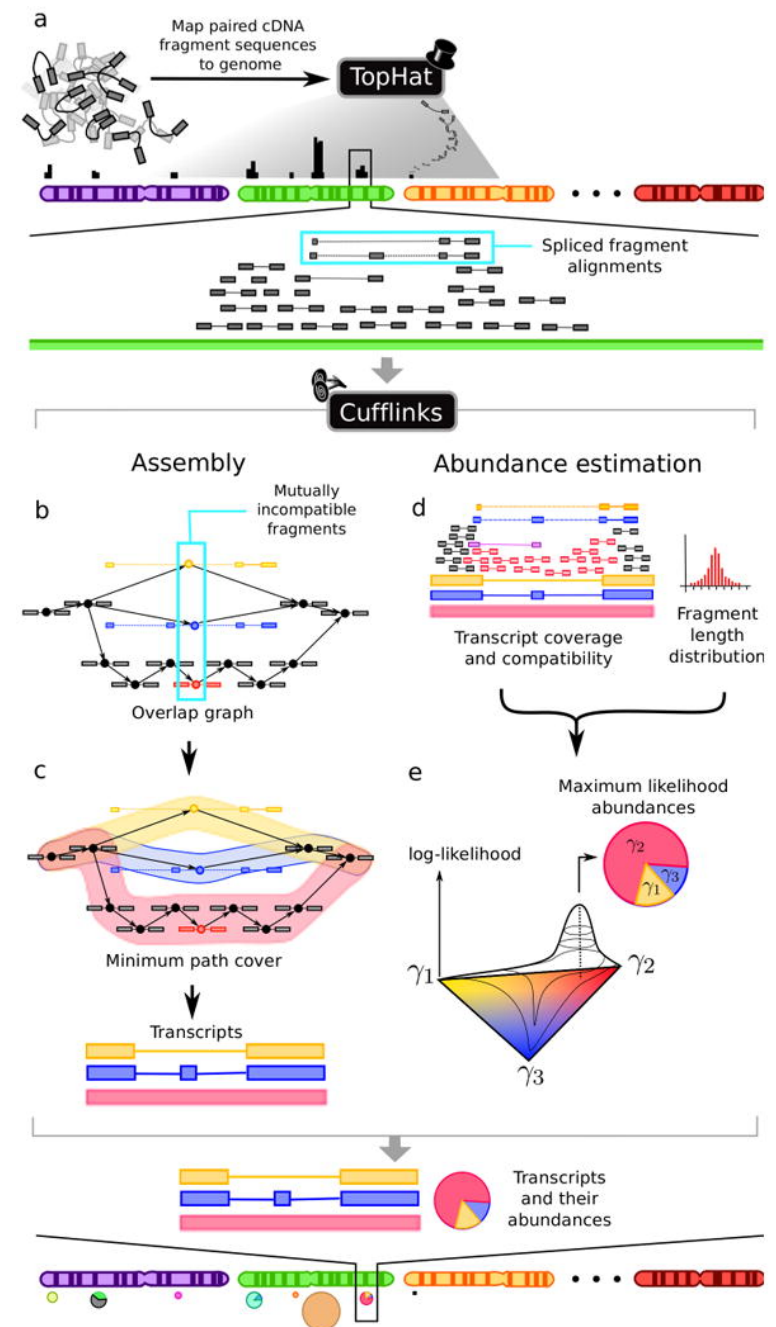 a
Map paired cDNA
fragment sequences
to genome
TopHat
Spliced fragment
alignments
Cufflinks
Assembly
Abundance estimation
b
Mutually
incompatible
fragments
Overlap graph
d
Transcript coverage
and compatibility
Fragment
length
distribution
c
Minimum path cover
Transcripts
e
Maximum likelihood
abundances
log-likelihood
γ2
γ3
γ1
γ1
γ2
γ3
Transcripts
and their
abundances